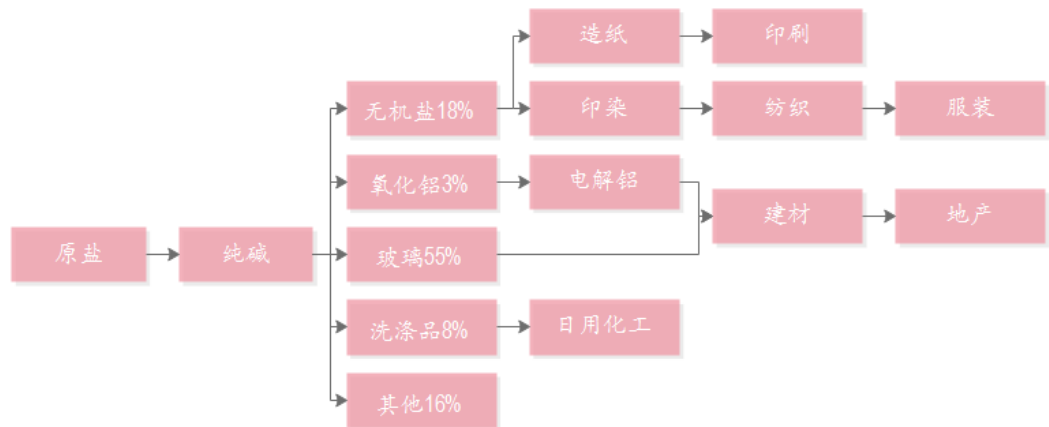 造纸
印刷
无机盐18%
印染
纺织
服装
氧化铝3%
电解铝
建材
地产
原盐
纯碱
玻璃55%
洗涤品8%
日用化工
其他16%